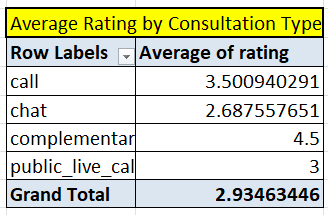 Average Rating by Consultation Type
Row Labels Average of rating
call 3.500940291
chat 2.687557651
complementar 4.5
public_live_cal 3
Grand Total 2.93463446